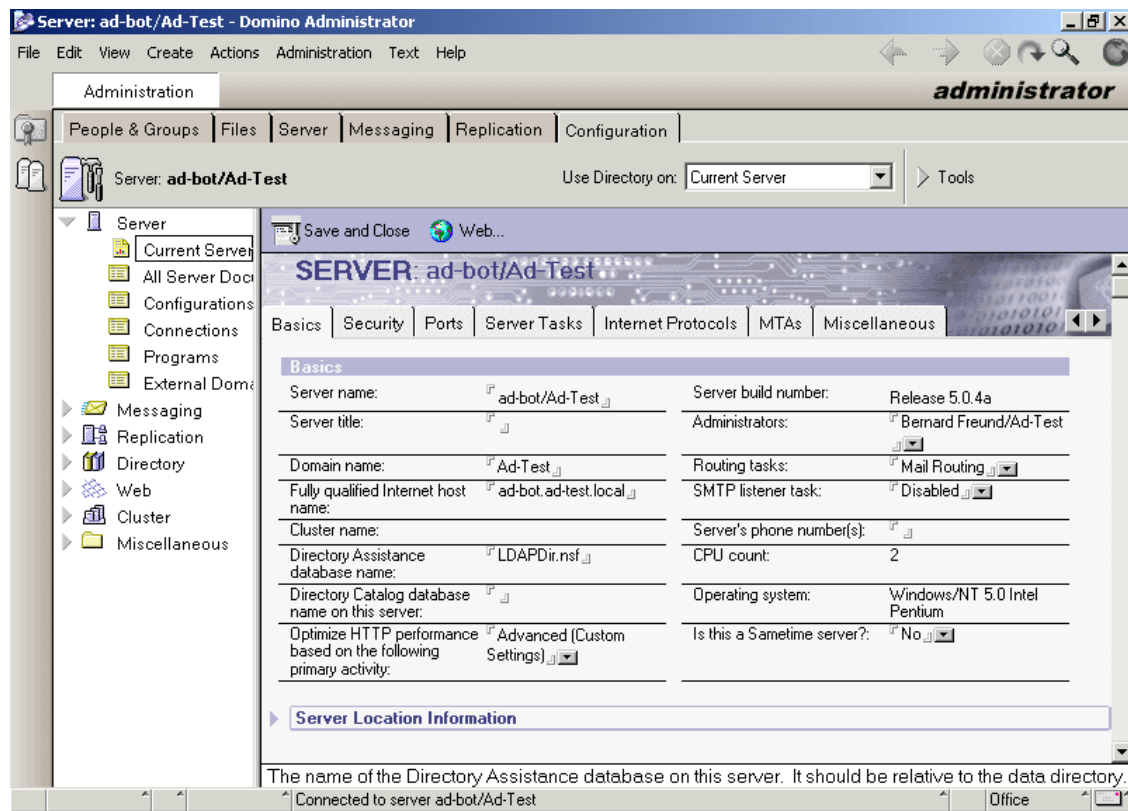 Server: ad-bot/Ad-Test - Domino Administrator
File Edit View Create Actions Administration Text Help
Administration
administrator
People & Groups Files Server Messaging Replication Configuration
Server: ad-bot/Ad-Test
Use Directory on: Current Server
Tools
Server
Current Server
All Server Docu
Configurations
Connections
Programs
External Doma
Messaging
Replication
Directory
Web
Cluster
Miscellaneous
Save and Close Web...
SERVER: ad-bot/Ad-Test
Basics Security Ports Server Tasks Internet Protocols MTAs Miscellaneous
Basics
Server name: ad-bot/Ad-Test
Server build number: Release 5.0.4a
Server title:
Administrators: Bernard Freund/Ad-Test
Domain name: Ad-Test
Routing tasks: Mail Routing
Fully qualified Internet host
name:
ad-bot.ad-test.local
SMTP listener task: Disabled
Cluster name:
Server's phone number(s):
Directory Assistance
database name:
LDAPDir.nsf
CPU count: 2
Directory Catalog database
name on this server:
Operating system: Windows/NT 5.0 Intel
Pentium
Optimize HTTP performance
based on the following
primary activity:
Advanced (Custom
Settings)
Is this a Sametime server?: No
Server Location Information
The name of the Directory Assistance database on this server. It should be relative to the data directory.
Connected to server ad-bot/Ad-Test
Office